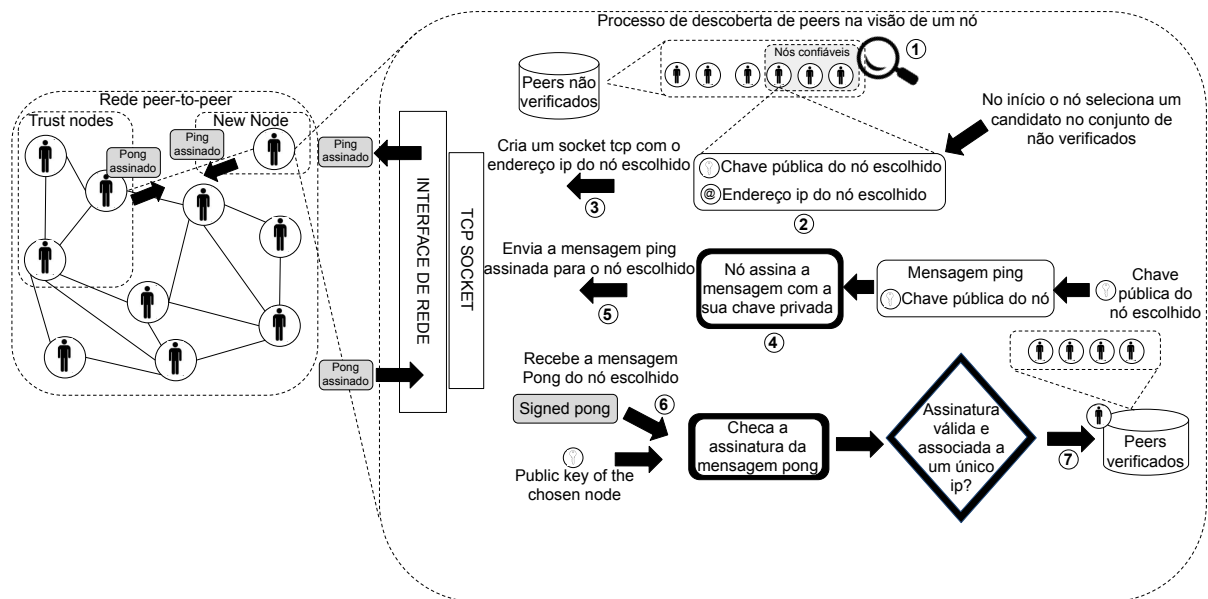 Processo de descoberta de peers na visão de um nó
Nós confiáveis
1
Peers não
verificados
No início o nó seleciona um
candidato no conjunto de
não verificados
Rede peer-to-peer
Trust nodes
New Node
Ping
assinado
Pong
assinado
Ping
assinado
INTERFACE DE REDE
TCP SOCKET
Cria um socket tcp com o
endereço ip do nó escolhido
3
Chave pública do nó escolhido
@ Endereço ip do nó escolhido
2
Envia a mensagem ping
assinada para o nó escolhido
5
Nó assina a
mensagem com a
sua chave privada
4
Mensagem ping
Chave pública do nó
Chave
pública do
nó escolhido
Pong
assinado
Recebe a mensagem
Pong do nó escolhido
Signed pong
6
Public key of the
chosen node
Checa a
assinatura da
mensagem pong
Assinatura
válida e
associada a
um único
ip?
7
Peers
verificados